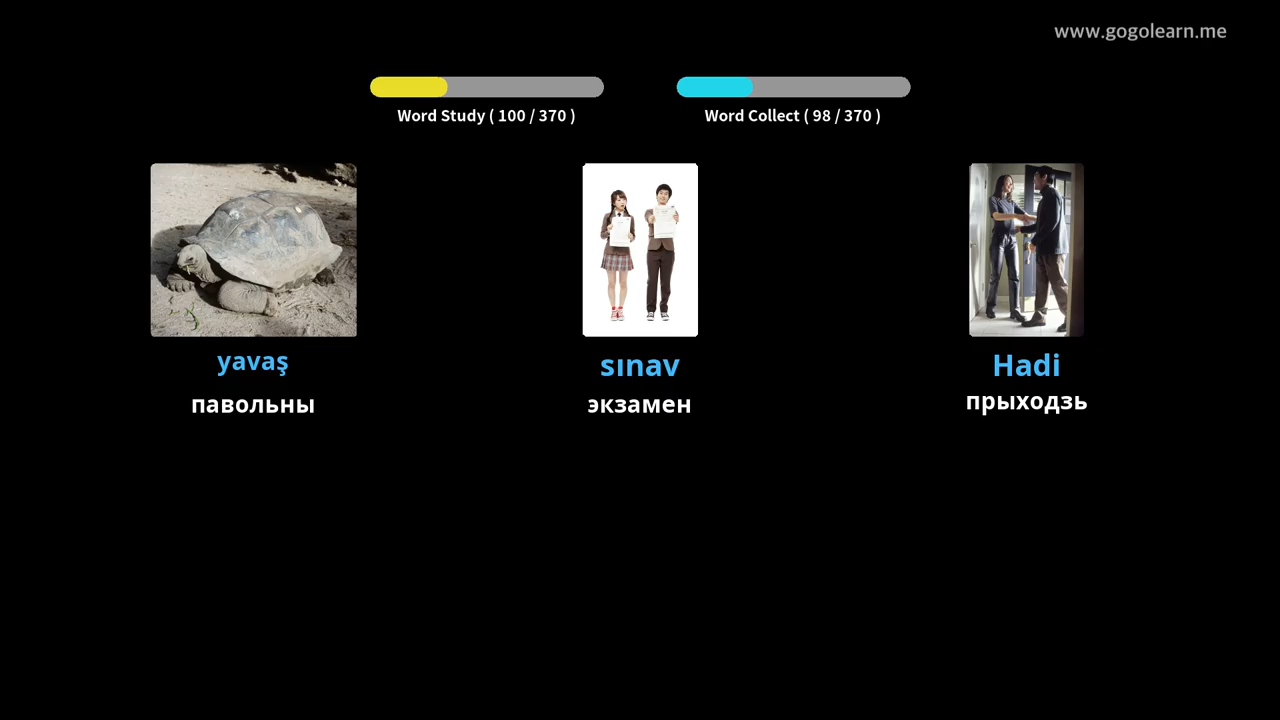 www.gogolearn.me
Word Study ( 100 / 370 )
Word Collect ( 98 / 370 )
yavaş
павольны
sınav
экзамен
Hadi
прыходзь